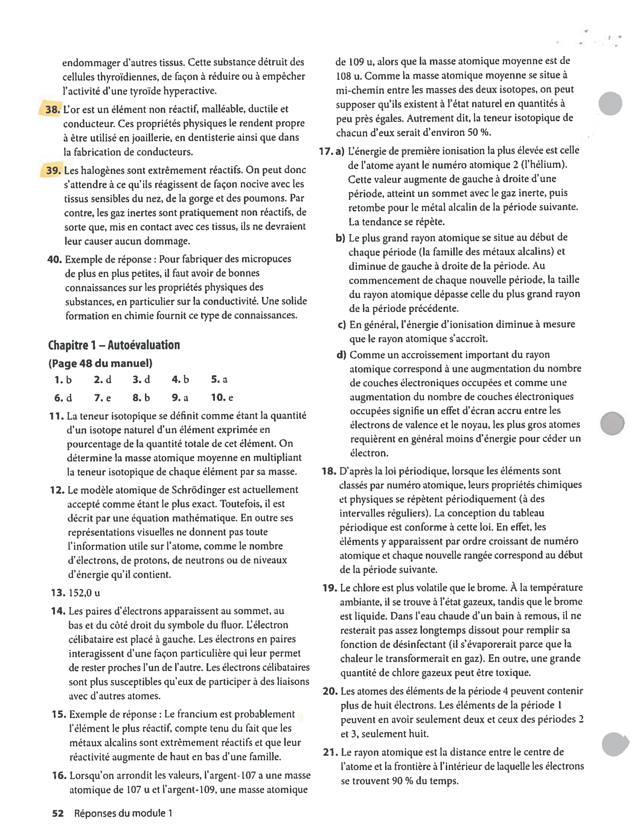 endommager d'autres tissus. Cette substance détruit des
cellules thyroïdiennes, de façon à réduire ou à empêcher
l'activité d'une tyroïde hyperactive.
38. L'or est un élément non réactif, malléable, ductile et
conducteur. Ces propriétés physiques le rendent propre
à être utilisé en joaillerie, en dentisterie ainsi que dans
la fabrication de conducteurs.
39. Les halogènes sont extrêmement réactifs. On peut donc
s'attendre à ce qu'ils réagissent de façon nocive avec les
tissus sensibles du nez, de la gorge et des poumons. Par
contre, les gaz inertes sont pratiquement non réactifs, de
sorte que, mis en contact avec ces tissus, ils ne devraient
leur causer aucun dommage.
40. Exemple de réponse : Pour fabriquer des micropuces
de plus en plus petites, il faut avoir de bonnes
connaissances sur les propriétés physiques des
substances, en particulier sur la conductivité. Une solide
formation en chimie fournit ce type de connaissances.
Chapitre 1 – Autoévaluation
(Page 48 du manuel)
1. b 2. d 3. d 4. b 5. a
6. d 7. e 8. b 9. a 10. e
11. La teneur isotopique se définit comme étant la quantité
d'un isotope naturel d'un élément exprimée en
pourcentage de la quantité totale de cet élément. On
détermine la masse atomique moyenne en multipliant
la teneur isotopique de chaque élément par sa masse.
12. Le modèle atomique de Schrödinger est actuellement
accepté comme étant le plus exact. Toutefois, il est
décrit par une équation mathématique. En outre ses
représentations visuelles ne donnent pas toute
l'information utile sur l'atome, comme le nombre
d'électrons, de protons, de neutrons ou de niveaux
d'énergie qu'il contient.
13. 152,0 u
14. Les paires d'électrons apparaissent au sommet, au
bas et du côté droit du symbole du fluor. L'électron
célibataire est placé à gauche. Les électrons en paires
interagissent d'une façon particulière qui leur permet
de rester proches l'un de l'autre. Les électrons célibataires
sont plus susceptibles qu'eux de participer à des liaisons
avec d'autres atomes.
15. Exemple de réponse : Le francium est probablement
l'élément le plus réactif, compte tenu du fait que les
métaux alcalins sont extrêmement réactifs et que leur
réactivité augmente de haut en bas d'une famille.
16. Lorsqu'on arrondit les valeurs, l'argent-107 a une masse
atomique de 107 u et l'argent-109, une masse atomique
de 109 u, alors que la masse atomique moyenne est de
108 u. Comme la masse atomique moyenne se situe à
mi-chemin entre les masses des deux isotopes, on peut
supposer qu'ils existent à l'état naturel en quantités à
peu près égales. Autrement dit, la teneur isotopique de
chacun d'eux serait d'environ 50 %.
17. a) L'énergie de première ionisation la plus élevée est celle
de l'atome ayant le numéro atomique 2 (l'hélium).
Cette valeur augmente de gauche à droite d'une
période, atteint un sommet avec le gaz inerte, puis
retombe pour le métal alcalin de la période suivante.
La tendance se répète.
b) Le plus grand rayon atomique se situe au début de
chaque période (la famille des métaux alcalins) et
diminue de gauche à droite de la période. Au
commencement de chaque nouvelle période, la taille
du rayon atomique dépasse celle du plus grand rayon
de la période précédente.
c) En général, l'énergie d'ionisation diminue à mesure
que le rayon atomique s'accroît.
d) Comme un accroissement important du rayon
atomique correspond à une augmentation du nombre
de couches électroniques occupées et comme une
augmentation du nombre de couches électroniques
occupées signifie un effet d'écran accru entre les
électrons de valence et le noyau, les plus gros atomes
requièrent en général moins d'énergie pour céder un
électron.
18. D'après la loi périodique, lorsque les éléments sont
classés par numéro atomique, leurs propriétés chimiques
et physiques se répètent périodiquement (à des
intervalles réguliers). La conception du tableau
périodique est conforme à cette loi. En effet, les
éléments y apparaissent par ordre croissant de numéro
atomique et chaque nouvelle rangée correspond au début
de la période suivante.
19. Le chlore est plus volatile que le brome. À la température
ambiante, il se trouve à l'état gazeux, tandis que le brome
est liquide. Dans l'eau chaude d'un bain à remous, il ne
resterait pas assez longtemps dissout pour remplir sa
fonction de désinfectant (il s'évaporerait parce que la
chaleur le transformerait en gaz). En outre, une grande
quantité de chlore gazeux peut être toxique.
20. Les atomes des éléments de la période 4 peuvent contenir
plus de huit électrons. Les éléments de la période 1
peuvent en avoir seulement deux et ceux des périodes 2
et 3, seulement huit.
21. Le rayon atomique est la distance entre le centre de
l'atome et la frontière à l'intérieur de laquelle les électrons
se trouvent 90 % du temps.
52 Réponses du module 1